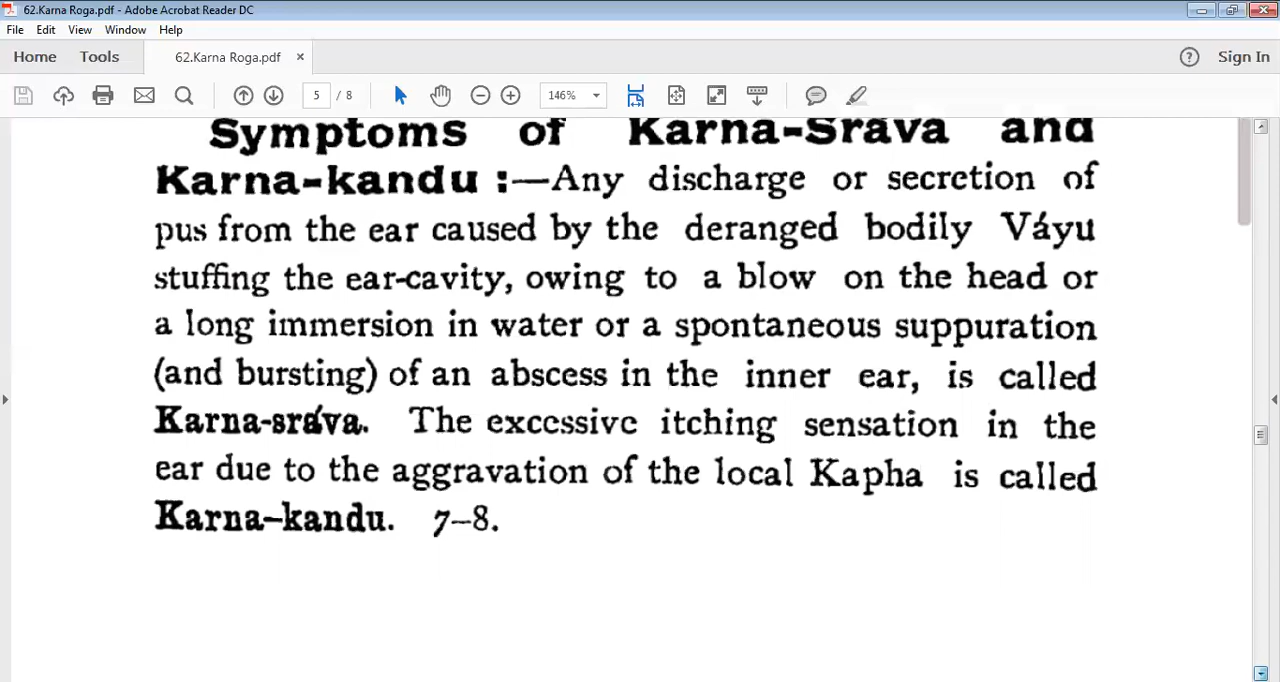 62.Karna Roga.pdf - Adobe Acrobat Reader DC
File Edit View Window Help
Home Tools 62.Karna Roga.pdf × ? Sign In
5 / 8 146%
Symptoms of Karna-Srava and
Karna-kandu :—Any discharge or secretion of
pus from the ear caused by the deranged bodily Váyu
stuffing the ear-cavity, owing to a blow on the head or
a long immersion in water or a spontaneous suppuration
(and bursting) of an abscess in the inner ear, is called
Karna-sráva. The excessive itching sensation in the
ear due to the aggravation of the local Kapha is called
Karna-kandu. 7-8.